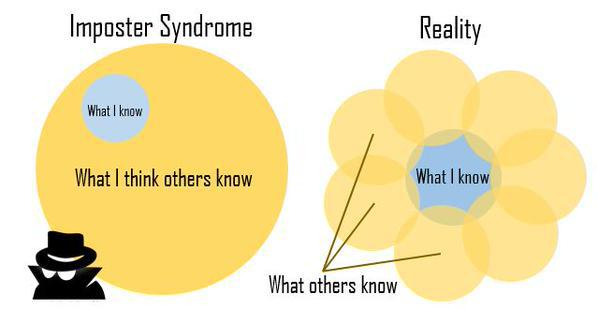 Imposter Syndrome
What I know
What I think others know
Reality
What I know
What others know